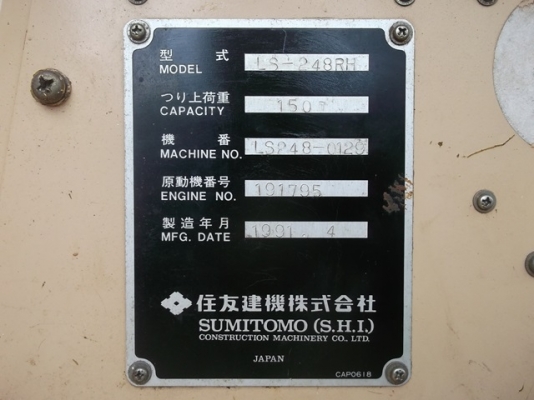 型 式
MODEL LS-248RH
つり上荷重
CAPACITY 150T
機 番
MACHINE NO. LS248-0129
原動機番号
ENGINE NO. 191795
製造年月
MFG. DATE 1991 4
住友建機株式会社
SUMITOMO (S.H.I.)
CONSTRUCTION MACHINERY CO., LTD.
JAPAN
CAP0618